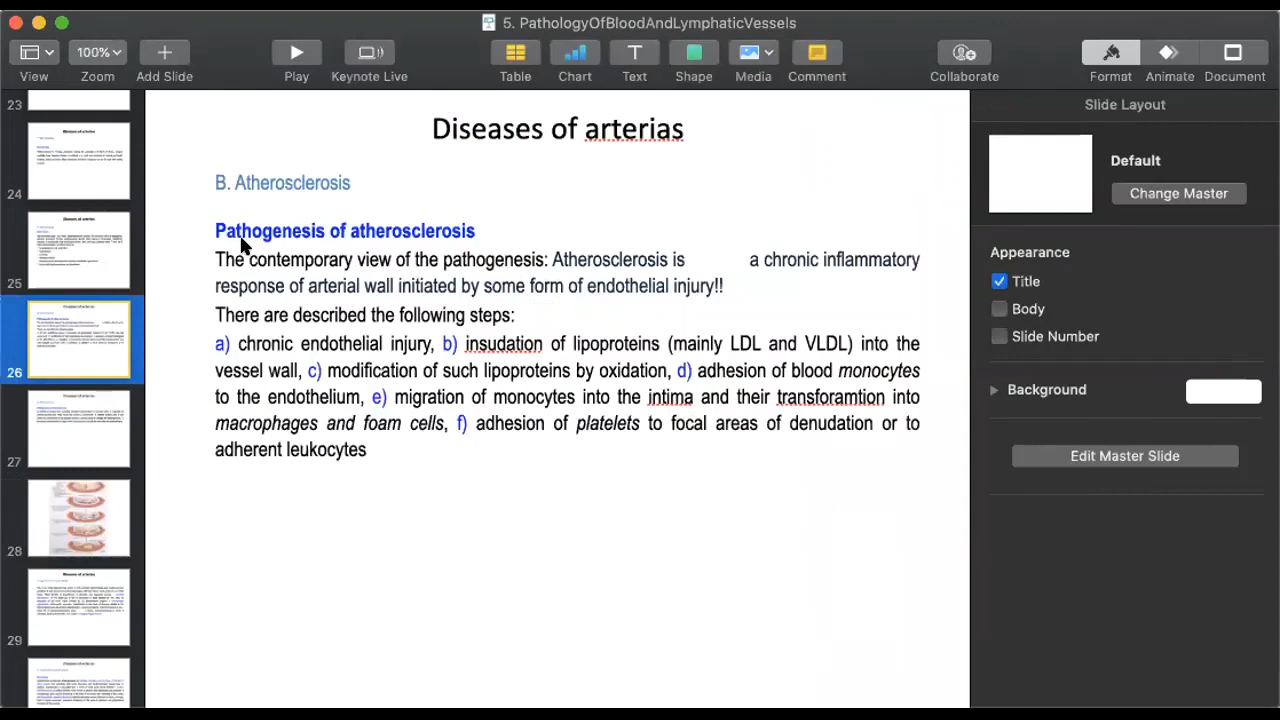 5. PathologyOfBloodAndLymphaticVessels
100%
View Zoom Add Slide Play Keynote Live Table Chart Text Shape Media Comment Collaborate Format Animate Document
23
24
25
26
27
28
29
Diseases of arterias
Diseases of arterias
Diseases of arterias
B. Atherosclerosis
Pathogenesis of atherosclerosis
The contemporary view of the pathogenesis: Atherosclerosis is a chronic inflammatory
response of arterial wall initiated by some form of endothelial injury!!
There are described the following steps:
a) chronic endothelial injury, b) insudation of lipoproteins (mainly LDL and VLDL) into the
vessel wall, c) modification of such lipoproteins by oxidation, d) adhesion of blood monocytes
to the endothelium, e) migration of monocytes into the intima and their transforamtion into
macrophages and foam cells, f) adhesion of platelets to focal areas of denudation or to
adherent leukocytes
Slide Layout
Default
Change Master
Appearance
Title
Body
Slide Number
Background
Edit Master Slide